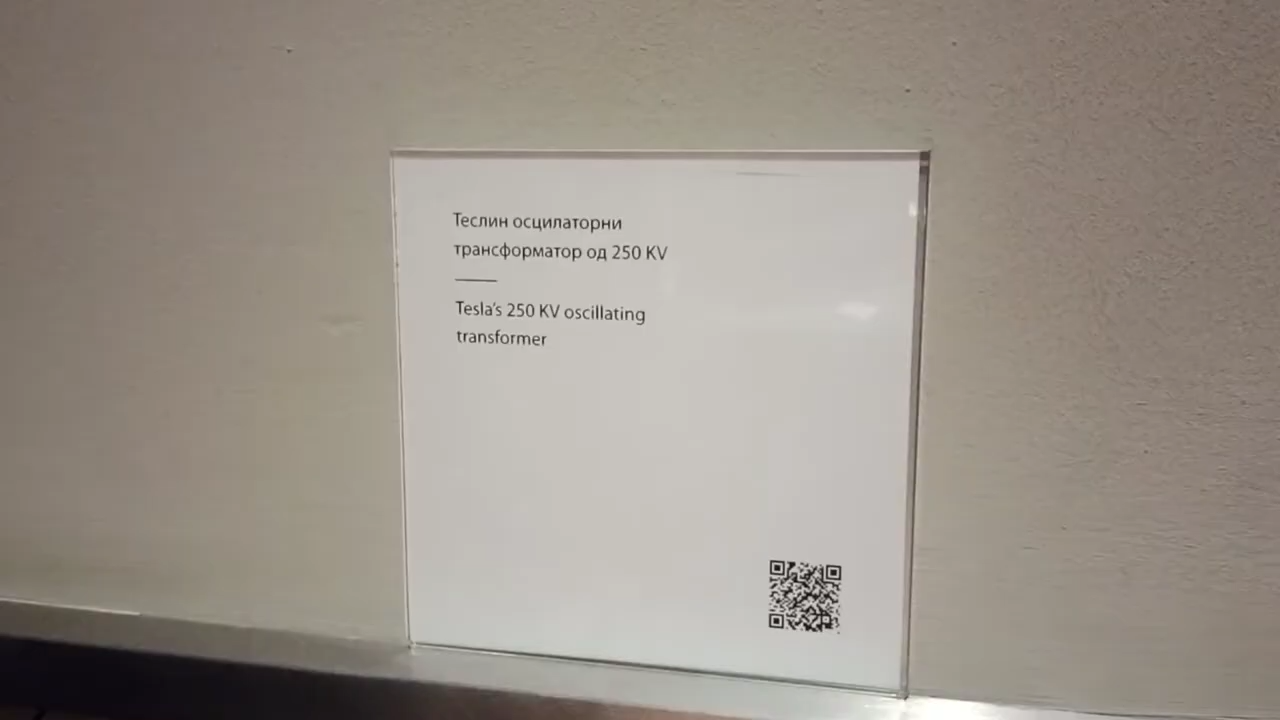 Теслин осцилаторни
трансформатор од 250 KV
Tesla's 250 KV oscillating
transformer